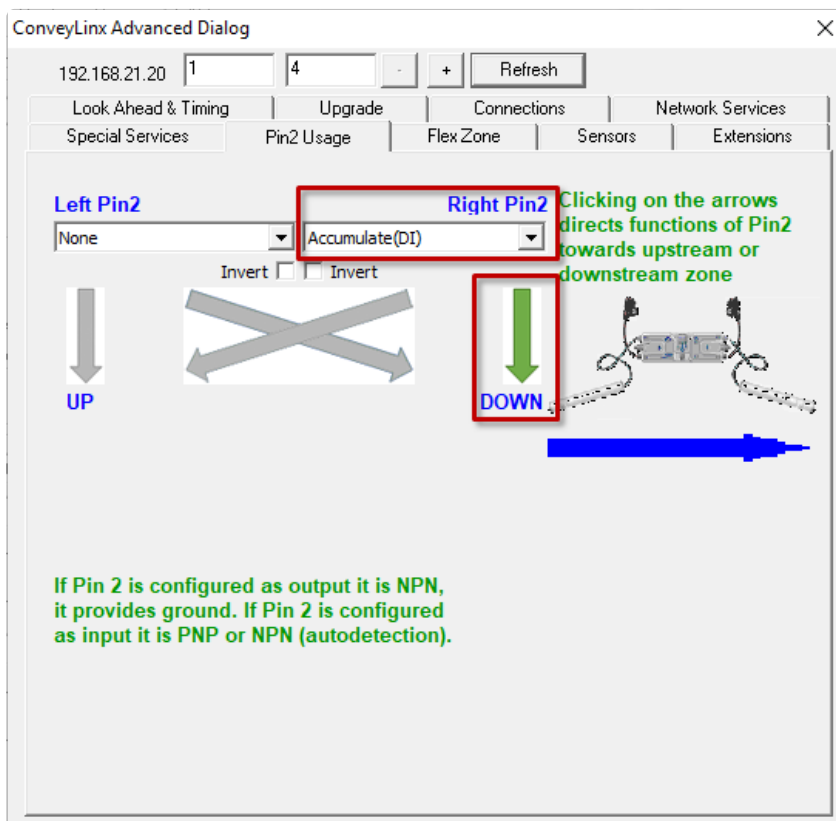 ConveyLinx Advanced Dialog
192.168.21.20 1 4 - + Refresh
Look Ahead & Timing Upgrade Connections Network Services
Special Services Pin2 Usage Flex Zone Sensors Extensions
Left Pin2 Right Pin2
None Accumulate(DI)
Invert Invert
Clicking on the arrows
directs functions of Pin2
towards upstream or
downstream zone
UP DOWN
If Pin 2 is configured as output it is NPN,
it provides ground. If Pin 2 is configured
as input it is PNP or NPN (autodetection).